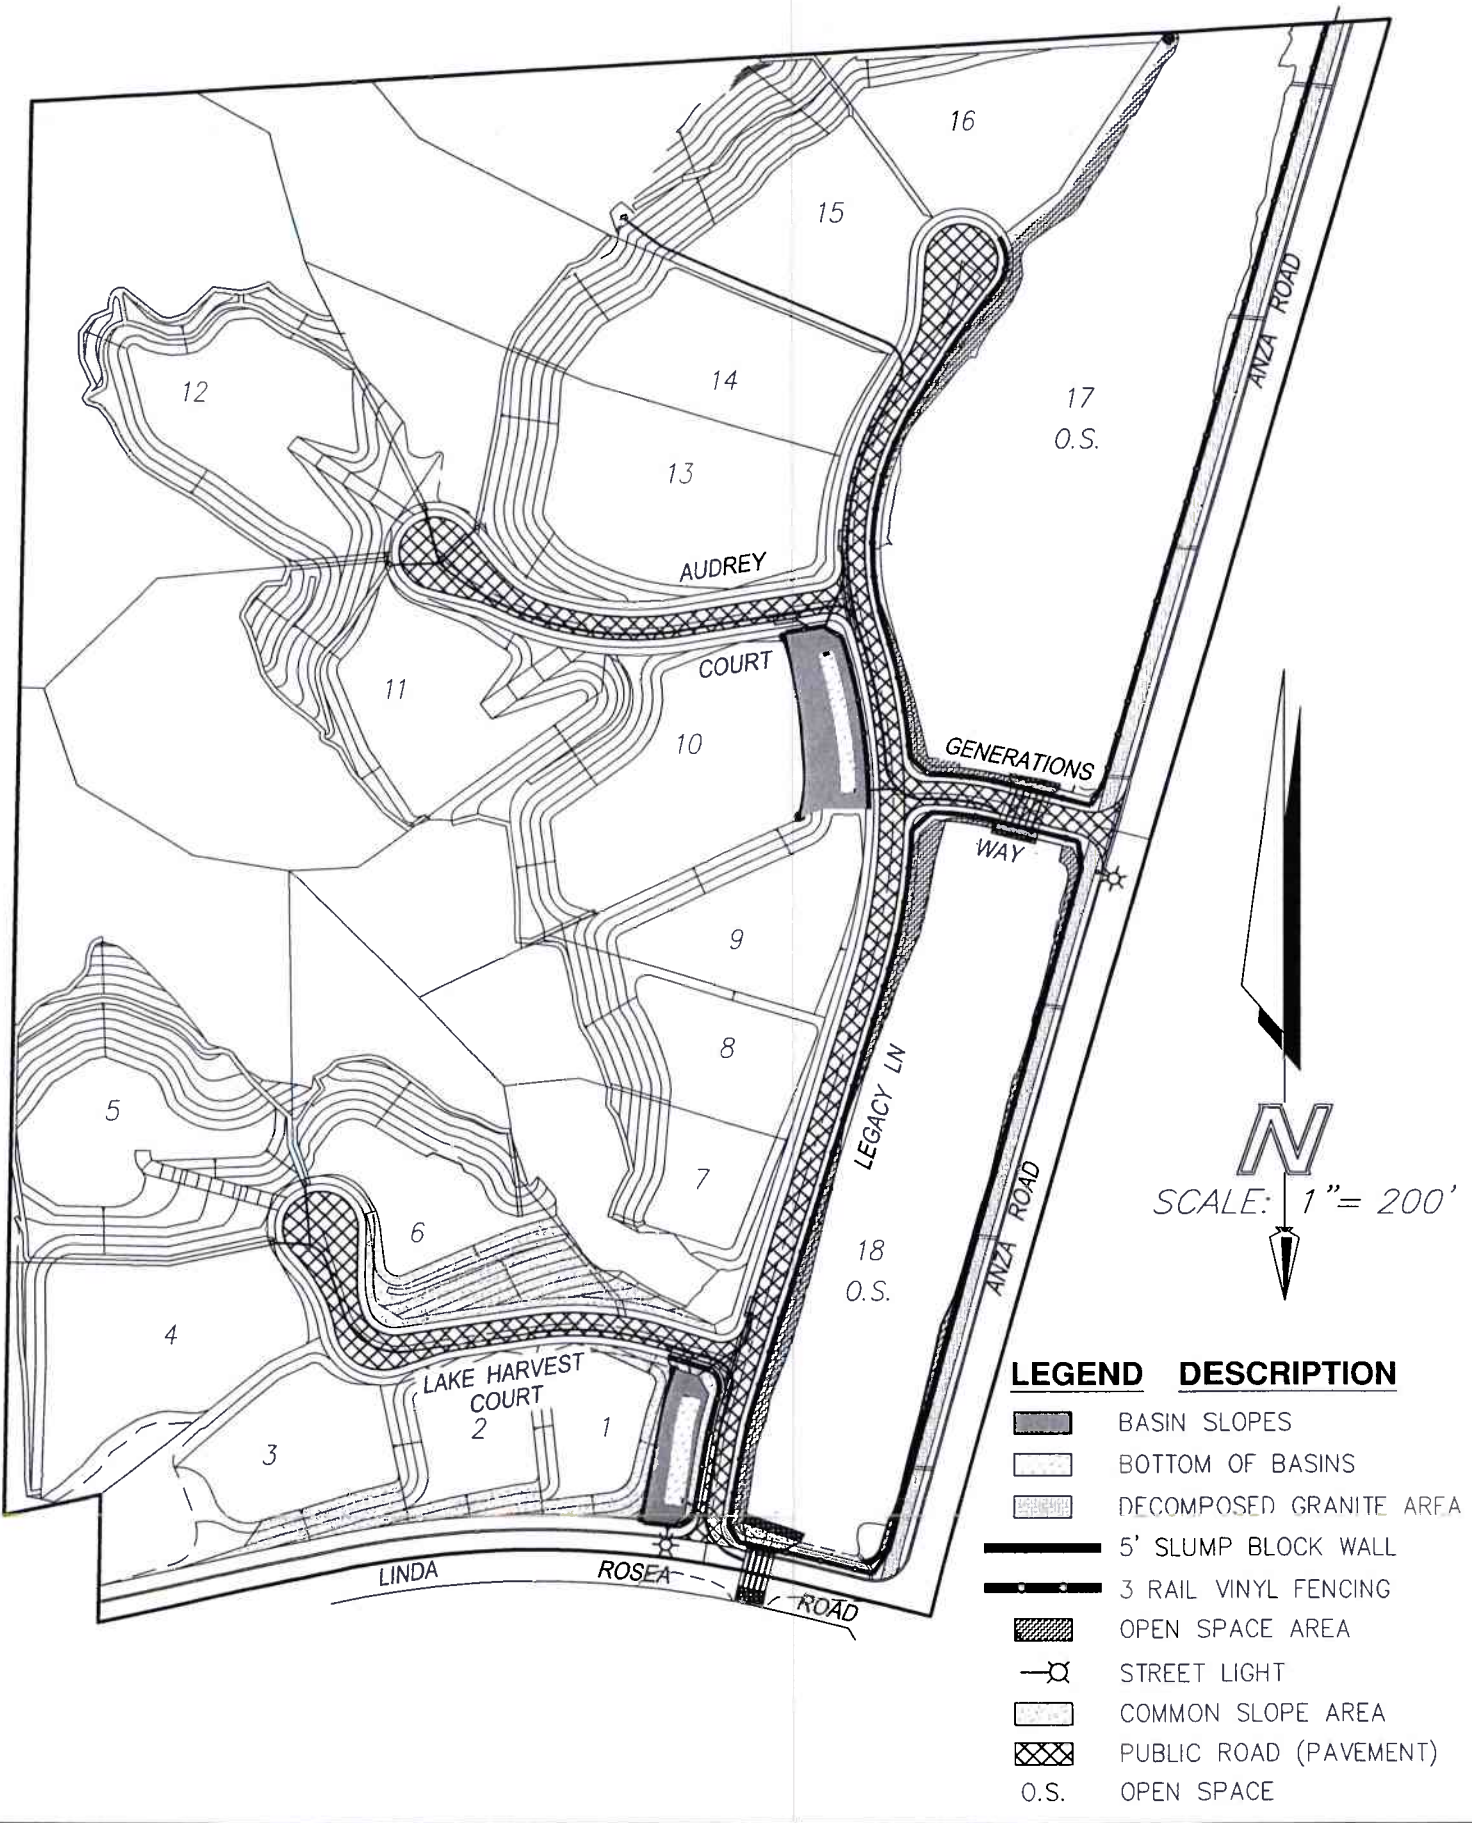 16
15
ANZA ROAD
12
14
17
O.S.
13
AUDREY
COURT
11
10
GENERATIONS
WAY
9
8
LEGACY LN
5
7
N
SCALE: 1"= 200'
6
ANZA ROAD
18
O.S.
4
LAKE HARVEST
COURT
3
2
1
LINDA ROSEA ROAD
LEGEND DESCRIPTION
BASIN SLOPES
BOTTOM OF BASINS
DECOMPOSED GRANITE AREA
5' SLUMP BLOCK WALL
3 RAIL VINYL FENCING
OPEN SPACE AREA
STREET LIGHT
COMMON SLOPE AREA
PUBLIC ROAD (PAVEMENT)
O.S. OPEN SPACE